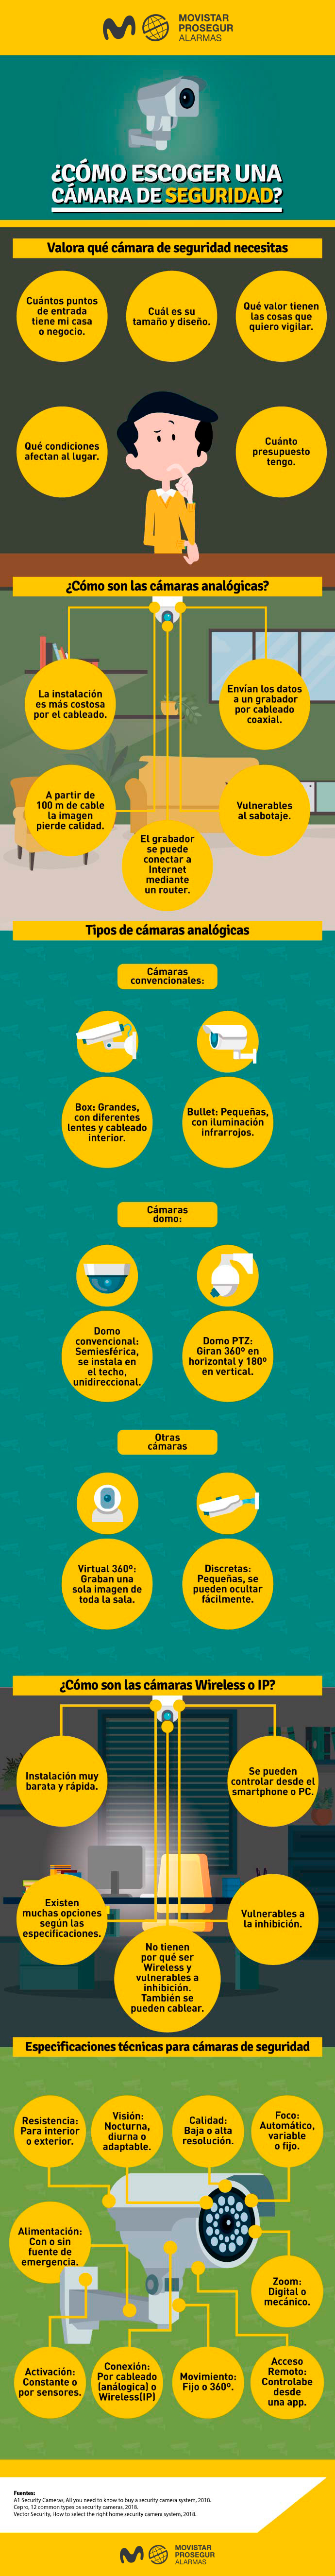 MOVISTAR
PROSEGUR
ALARMAS
¿CÓMO ESCOGER UNA
CÁMARA DE SEGURIDAD?
Valora qué cámara de seguridad necesitas
Cuántos puntos
de entrada
tiene mi casa
o negocio.
Cuál es su
tamaño y diseño.
Qué valor tienen
las cosas que
quiero vigilar.
Qué condiciones
afectan al lugar.
Cuánto
presupuesto
tengo.
¿Cómo son las cámaras analógicas?
La instalación
es más costosa
por el cableado.
Envían los datos
a un grabador
por cableado
coaxial.
A partir de
100 m de cable
la imagen
pierde calidad.
Vulnerables
al sabotaje.
El grabador
se puede
conectar a
Internet
mediante
un router.
Tipos de cámaras analógicas
Cámaras
convencionales:
Box: Grandes,
con diferentes
lentes y cableado
interior.
Bullet: Pequeñas,
con iluminación
infrarrojos.
Cámaras
domo:
Domo
convencional:
Semiesférica,
se instala en
el techo,
unidireccional.
Domo PTZ:
Giran 360º en
horizontal y 180º
en vertical.
Otras
cámaras
Virtual 360º:
Graban una
sola imagen de
toda la sala.
Discretas:
Pequeñas, se
pueden ocultar
fácilmente.
¿Cómo son las cámaras Wireless o IP?
Instalación muy
barata y rápida.
Se pueden
controlar desde el
smartphone o PC.
Existen
muchas opciones
según las
especificaciones.
Vulnerables a
la inhibición.
No tienen
por qué ser
Wireless y
vulnerables a
inhibición.
También se
pueden cablear.
Especificaciones técnicas para cámaras de seguridad
Resistencia:
Para interior
o exterior.
Visión:
Nocturna,
diurna o
adaptable.
Calidad:
Baja o alta
resolución.
Foco:
Automático,
variable
o fijo.
Alimentación:
Con o sin
fuente de
emergencia.
Zoom:
Digital o
mecánico.
Activación:
Constante o
por sensores.
Conexión:
Por cableado
(análogica) o
Wireless(IP)
Movimiento:
Fijo o 360º.
Acceso
Remoto:
Controlabe
desde
una app.
Fuentes:
A1 Security Cameras, All you need to know to buy a security camera system, 2018.
Cepro, 12 common types os security cameras, 2018.
Vector Security, How to select the right home security camera system, 2018.
MOVISTAR
PROSEGUR
ALARMAS